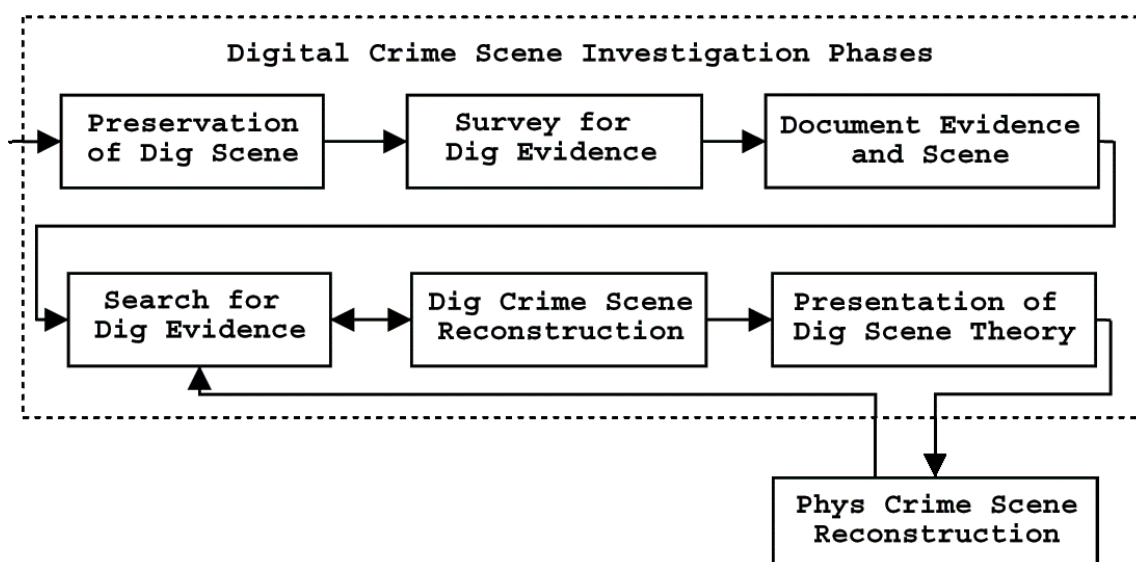 Digital Crime Scene Investigation Phases
Preservation
of Dig Scene
Survey for
Dig Evidence
Document Evidence
and Scene
Search for
Dig Evidence
Dig Crime Scene
Reconstruction
Presentation of
Dig Scene Theory
Phys Crime Scene
Reconstruction